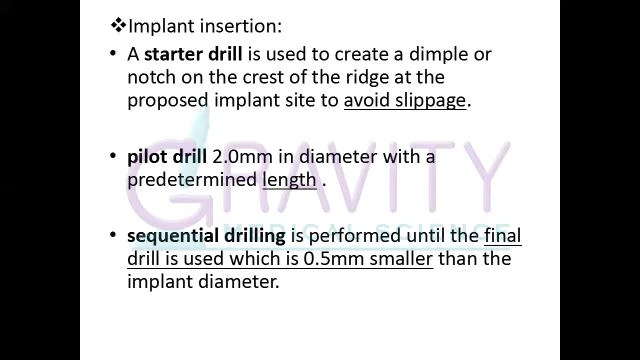 ❖Implant insertion:
• A starter drill is used to create a dimple or
notch on the crest of the ridge at the
proposed implant site to avoid slippage.
• pilot drill 2.0mm in diameter with a
predetermined length .
GRAVITY
MEDICAL SCIENCE
• sequential drilling is performed until the final
drill is used which is 0.5mm smaller than the
implant diameter.